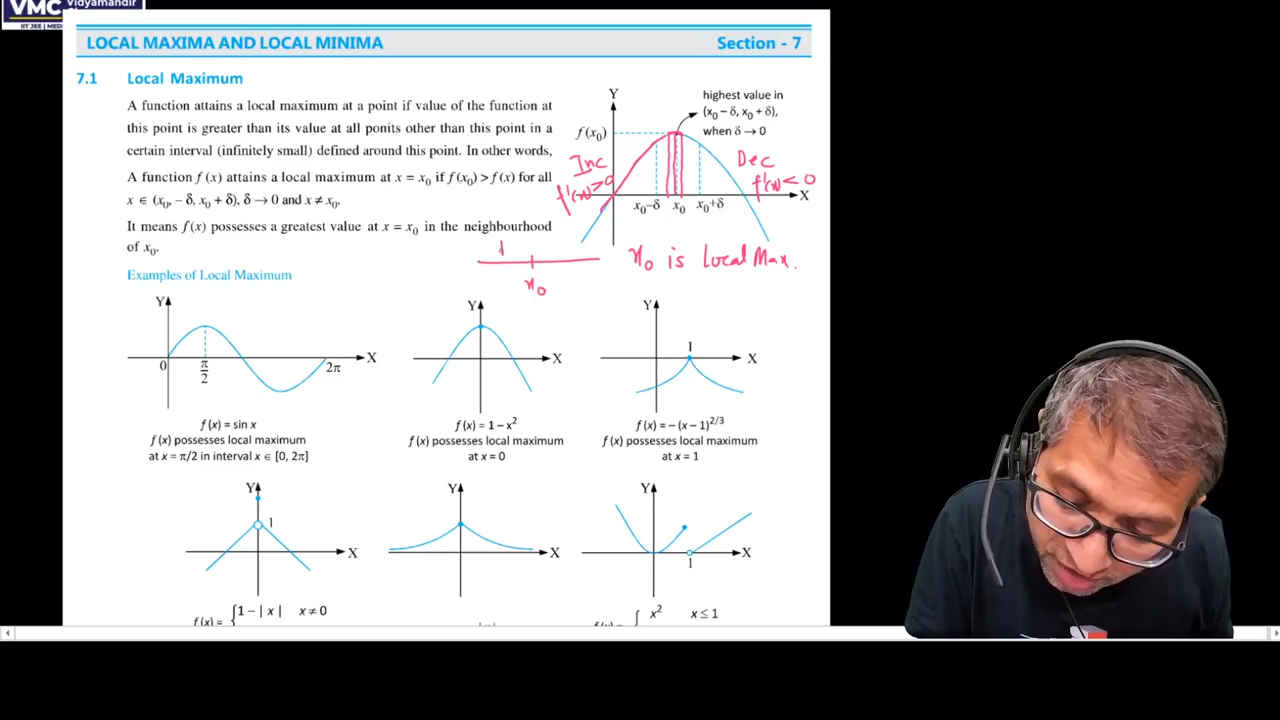 VMC Vidyamandir
IIT JEE | MEDI
LOCAL MAXIMA AND LOCAL MINIMA Section - 7
7.1 Local Maximum
A function attains a local maximum at a point if value of the function at
this point is greater than its value at all ponits other than this point in a
certain interval (infinitely small) defined around this point. In other words,
A function f (x) attains a local maximum at x = x₀ if f(x₀) > f(x) for all
x ∈ (x₀, – δ, x₀ + δ), δ → 0 and x ≠ x₀.
It means f(x) possesses a greatest value at x = x₀ in the neighbourhood
of x₀.
Y
highest value in
(x₀ – δ, x₀ + δ),
when δ → 0
f(x₀)
Inc
f'(x) > 0
Dec
f'(x) < 0
X
x₀–δ x₀ x₀+δ
x₀
x₀ is local Max.
Examples of Local Maximum
Y
X
0
π/2
2π
f(x) = sin x
f(x) possesses local maximum
at x = π/2 in interval x ∈ [0, 2π]
Y
X
f(x) = 1 – x²
f(x) possesses local maximum
at x = 0
Y
1
X
f(x) = – (x – 1)^2/3
f(x) possesses local maximum
at x = 1
Y
1
X
f(x) = { 1 – | x | x ≠ 0
Y
X
Y
X
1
x² x ≤ 1